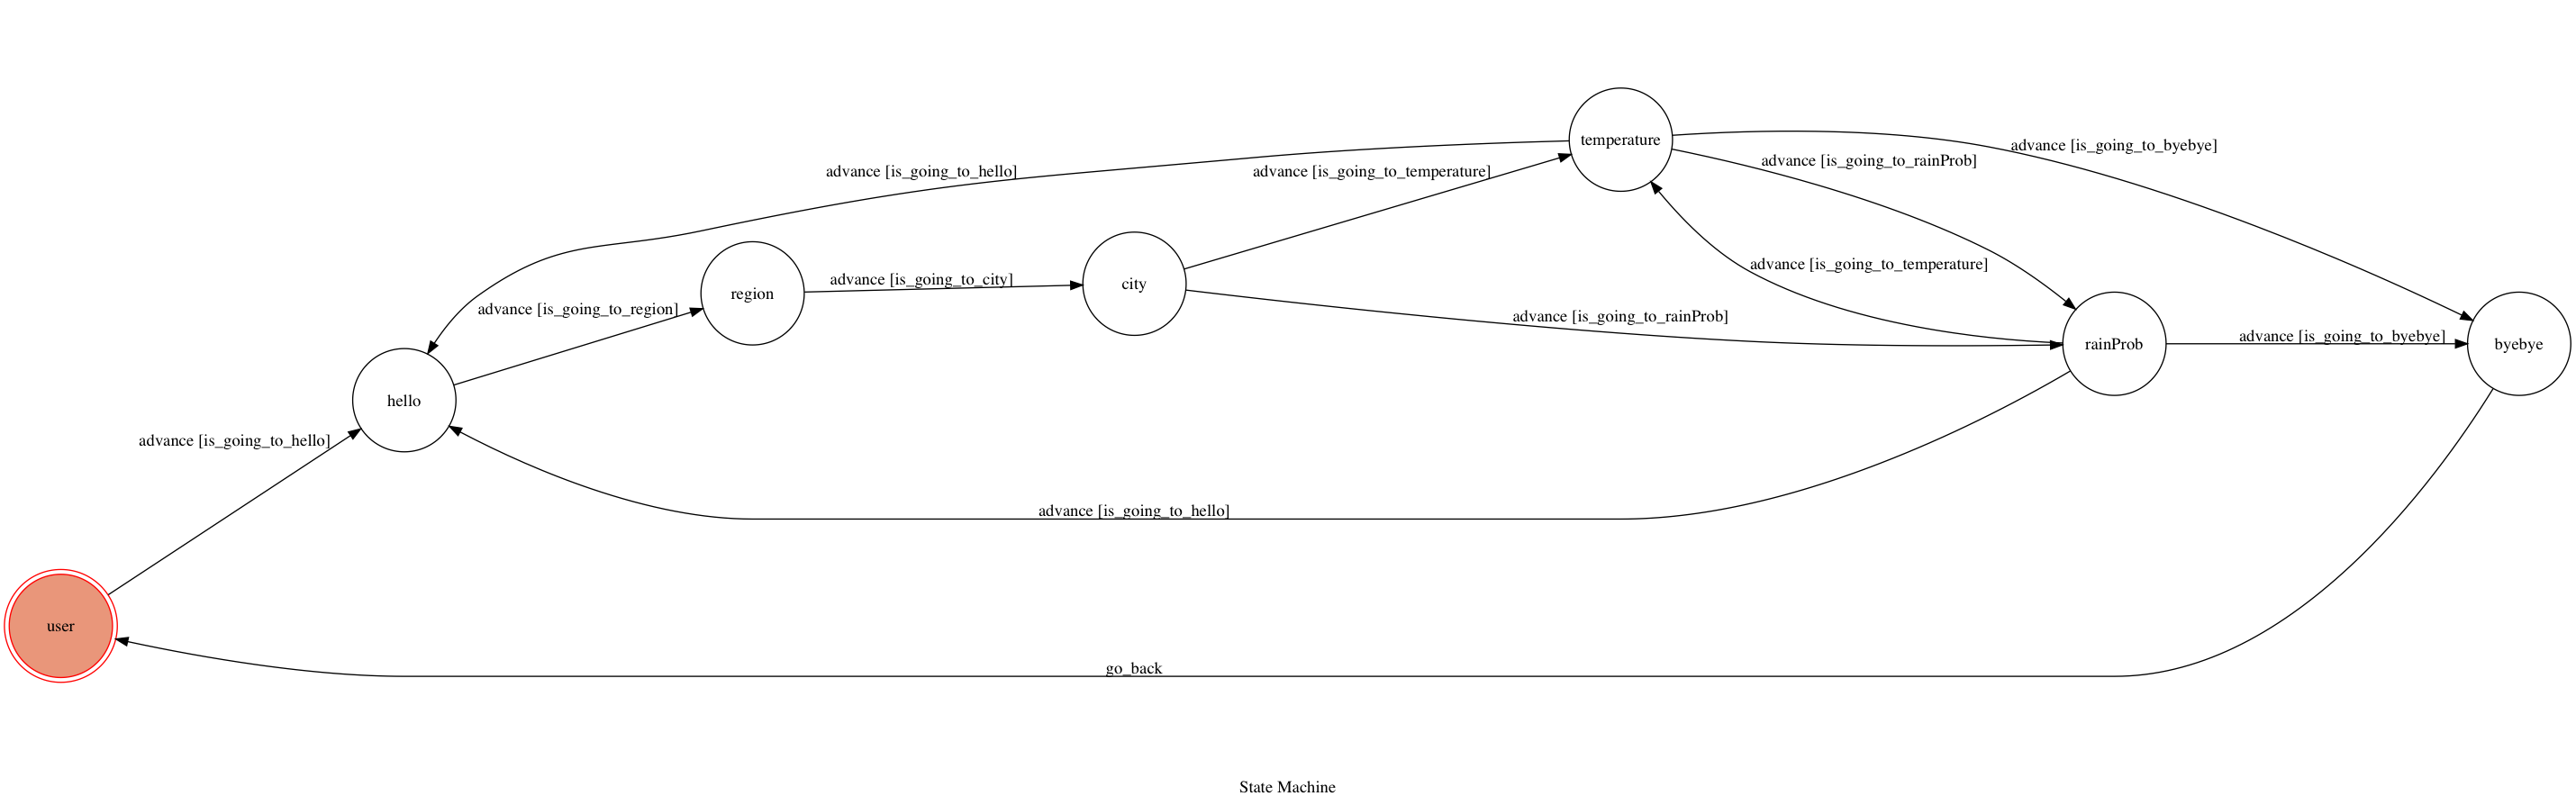 temperature
advance [is_going_to_byebye]
advance [is_going_to_rainProb]
advance [is_going_to_hello]
advance [is_going_to_temperature]
advance [is_going_to_temperature]
region
advance [is_going_to_city]
city
advance [is_going_to_region]
advance [is_going_to_rainProb]
rainProb
advance [is_going_to_byebye]
byebye
hello
advance [is_going_to_hello]
advance [is_going_to_hello]
user
go_back
State Machine